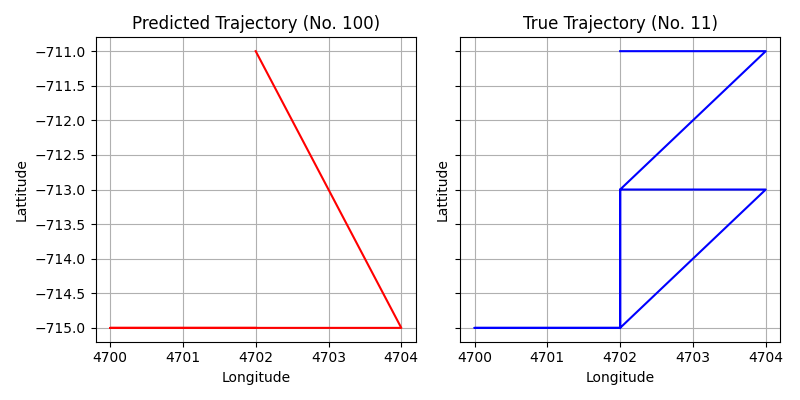 Predicted Trajectory (No. 100)
−711.0
−711.5
−712.0
−712.5
−713.0
−713.5
−714.0
−714.5
−715.0
Lattitude
4700 4701 4702 4703 4704
Longitude
True Trajectory (No. 11)
Lattitude
4700 4701 4702 4703 4704
Longitude